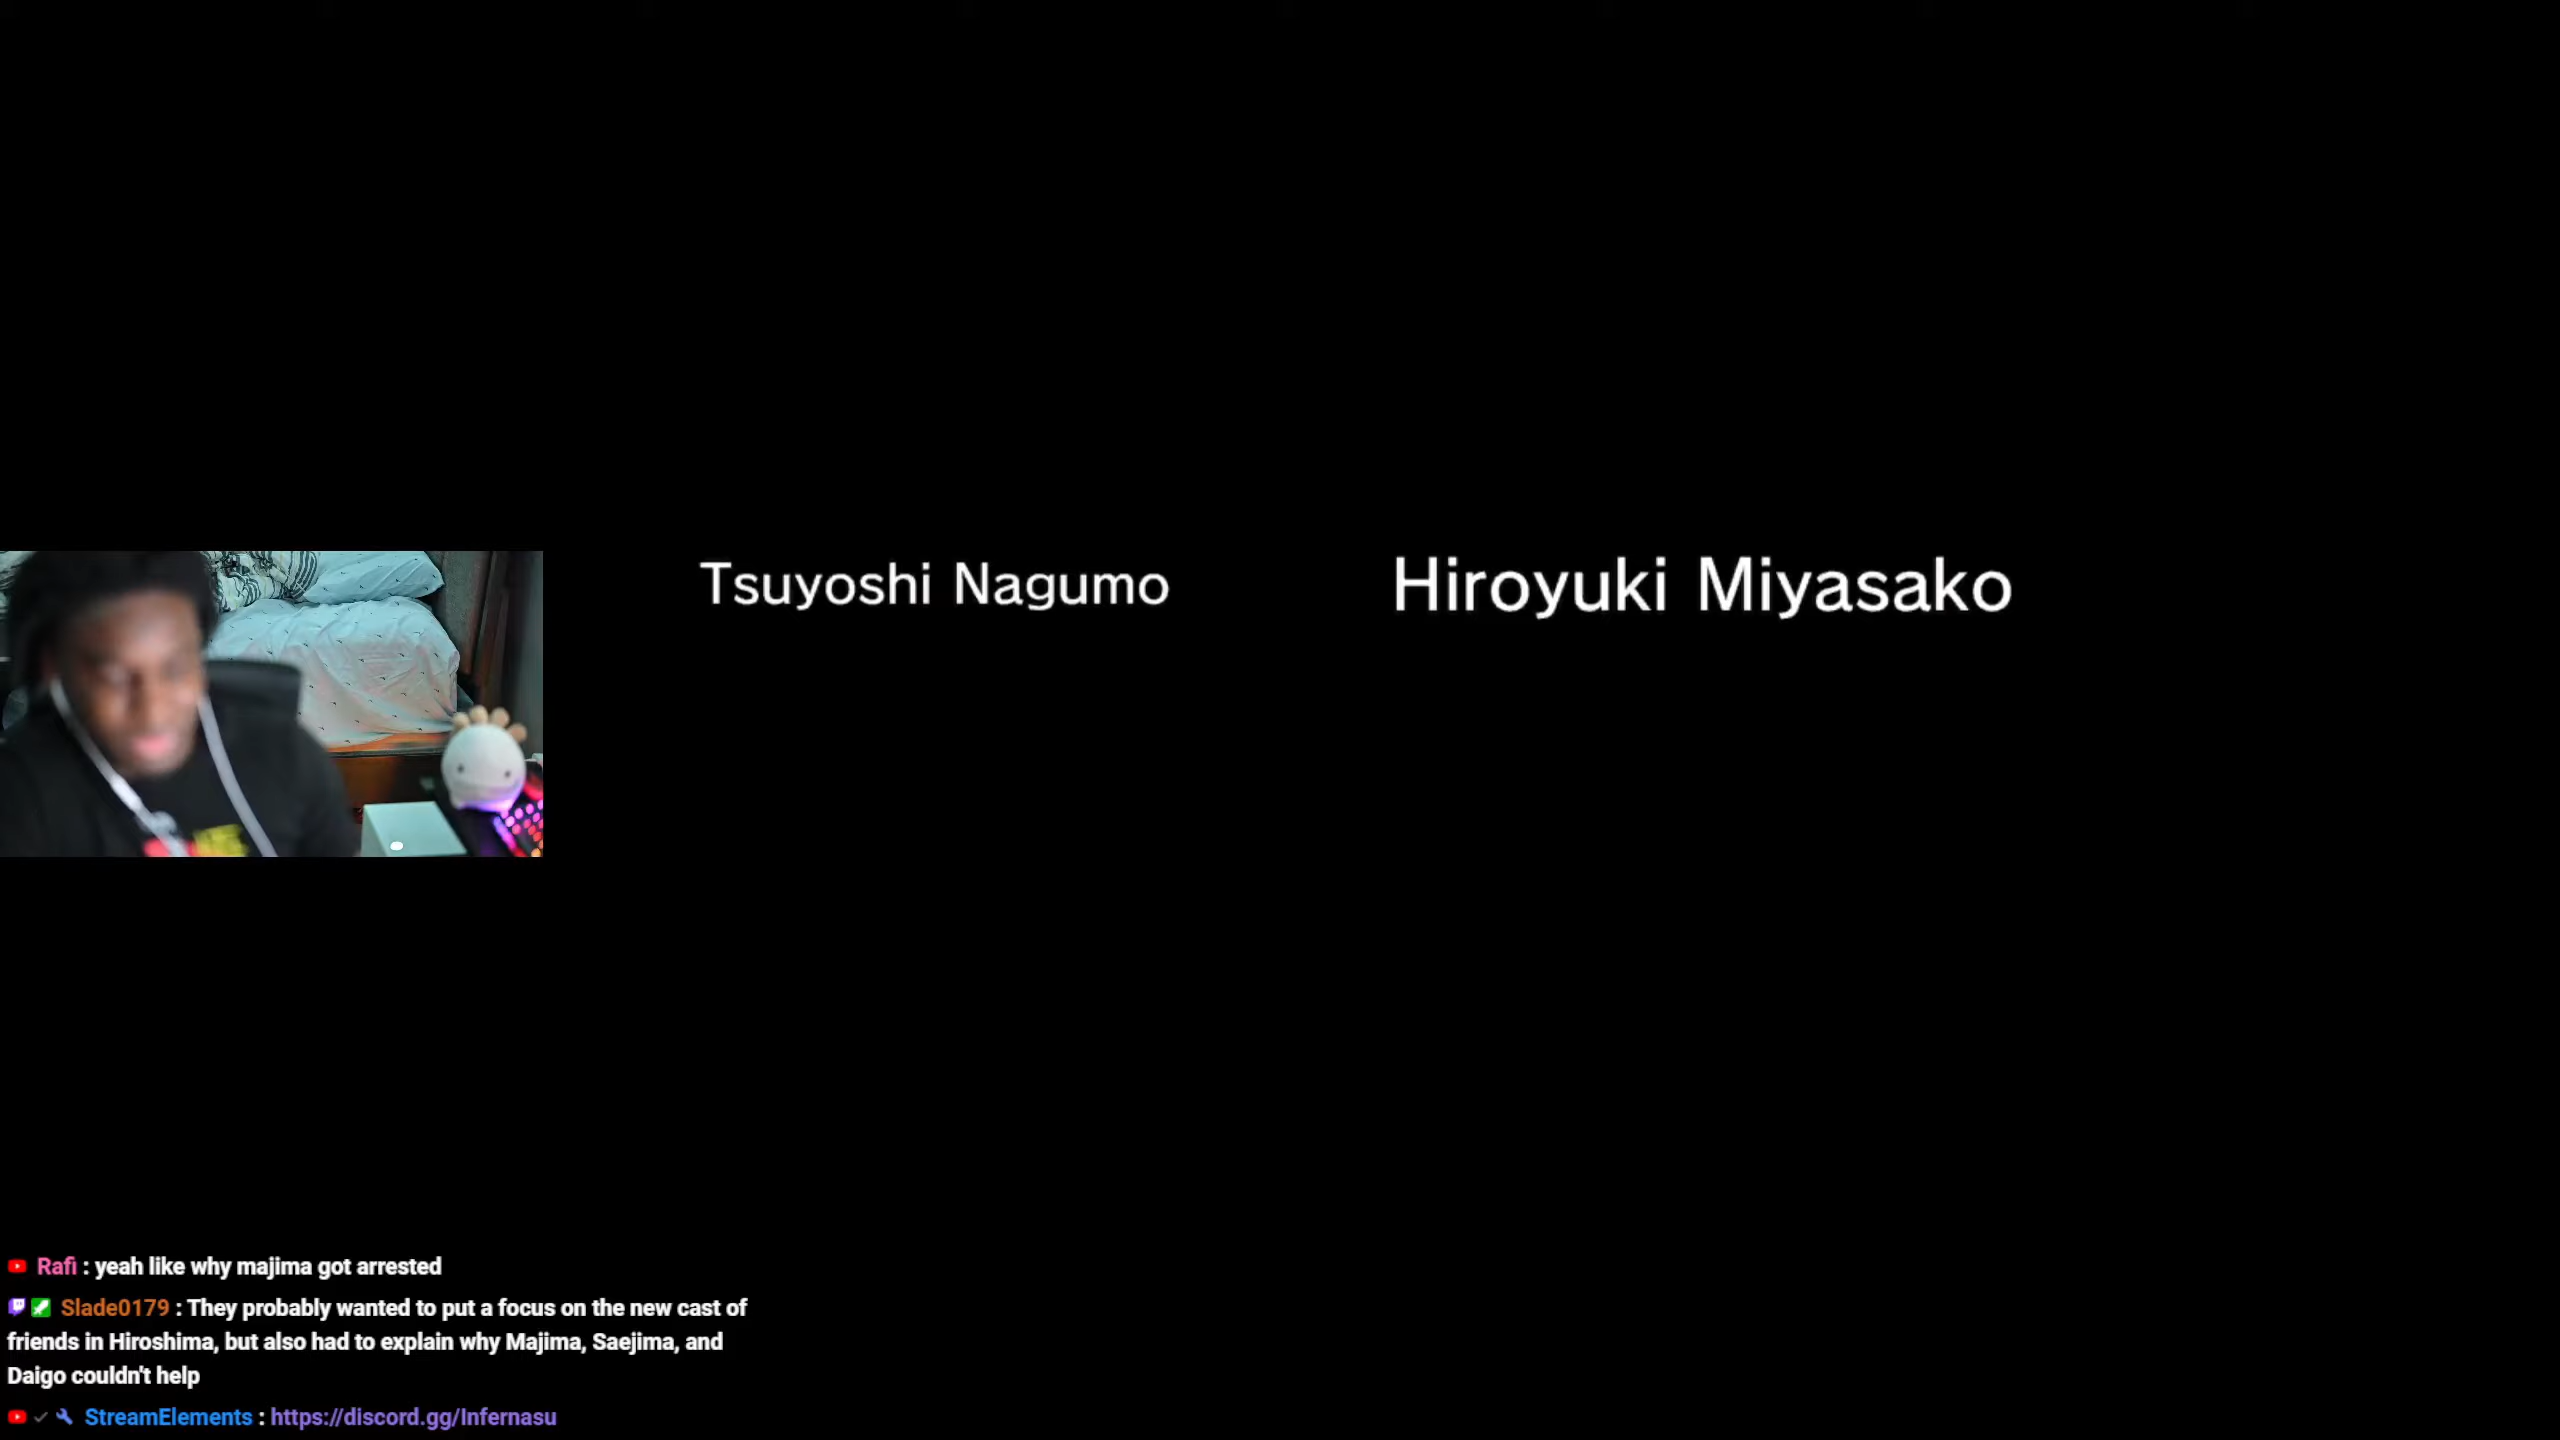 Tsuyoshi Nagumo Hiroyuki Miyasako
Rafi : yeah like why majima got arrested
Slade0179 : They probably wanted to put a focus on the new cast of
friends in Hiroshima, but also had to explain why Majima, Saejima, and
Daigo couldn't help
StreamElements : https://discord.gg/Infernasu